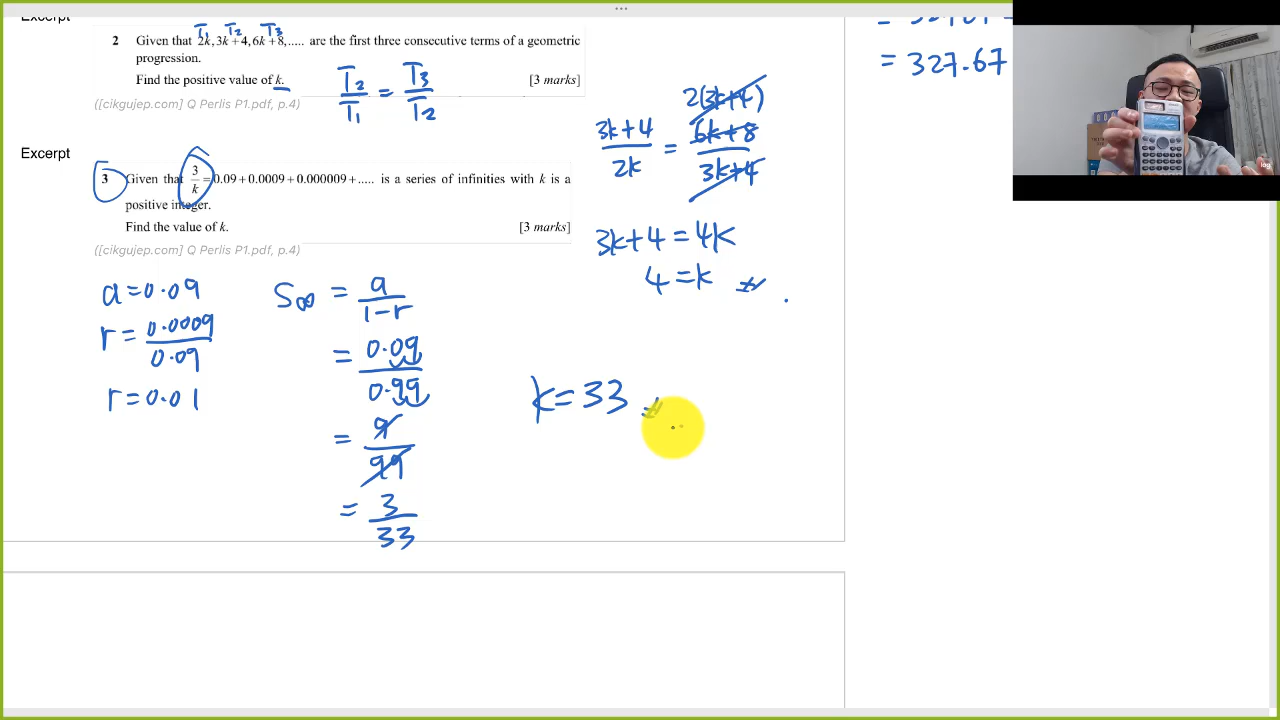 Excerpt
T1 T2 T3
2 Given that 2k, 3k + 4, 6k + 8, ..... are the first three consecutive terms of a geometric
progression.
Find the positive value of k. [3 marks]
([cikgujep.com] Q Perlis P1.pdf, p.4)
T2/T1 = T3/T2
3k+4/2k = 2(3k+4) 6k+8/3k+4
3k+4 = 4k
4 = k
= 327.67
Excerpt
3 Given that 3/k = 0.09 + 0.0009 + 0.000009 + ..... is a series of infinities with k is a
positive integer.
Find the value of k. [3 marks]
([cikgujep.com] Q Perlis P1.pdf, p.4)
a = 0.09
r = 0.0009/0.09
r = 0.01
S∞ = a/1-r
= 0.09/0.99
= 9/99
= 3/33
k = 33